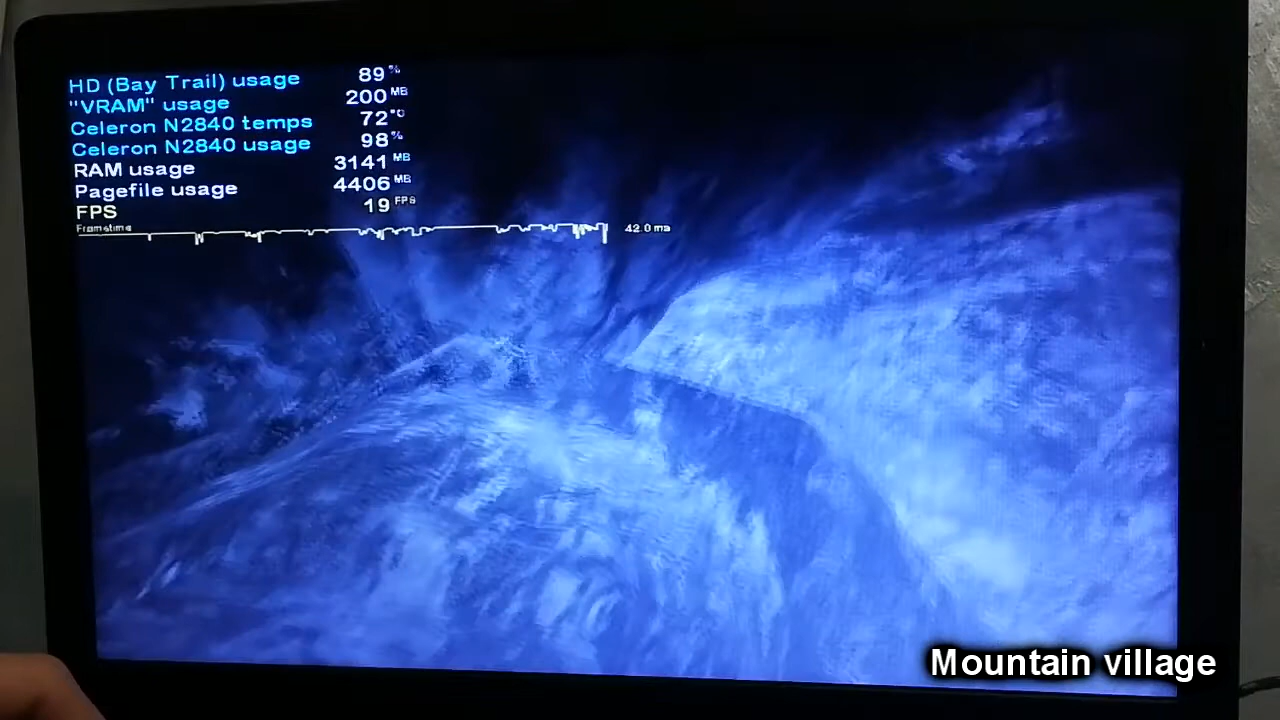 HD (Bay Trail) usage 89 %
"VRAM" usage 200 MB
Celeron N2840 temps 72 °C
Celeron N2840 usage 98 %
RAM usage 3141 MB
Pagefile usage 4406 MB
FPS 19 FPS
Frametime 42.0 ms
Mountain village